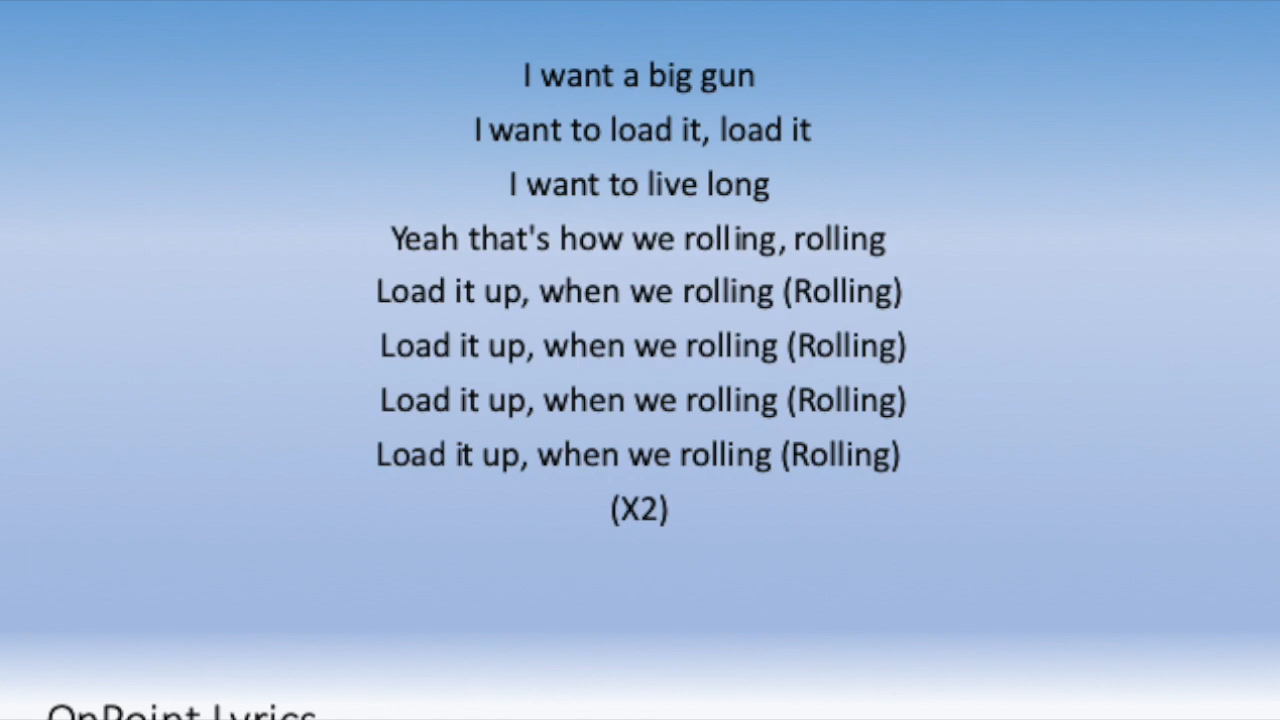 I want a big gun
I want to load it, load it
I want to live long
Yeah that's how we rolling, rolling
Load it up, when we rolling (Rolling)
Load it up, when we rolling (Rolling)
Load it up, when we rolling (Rolling)
Load it up, when we rolling (Rolling)
(X2)
OnPoint Lyrics